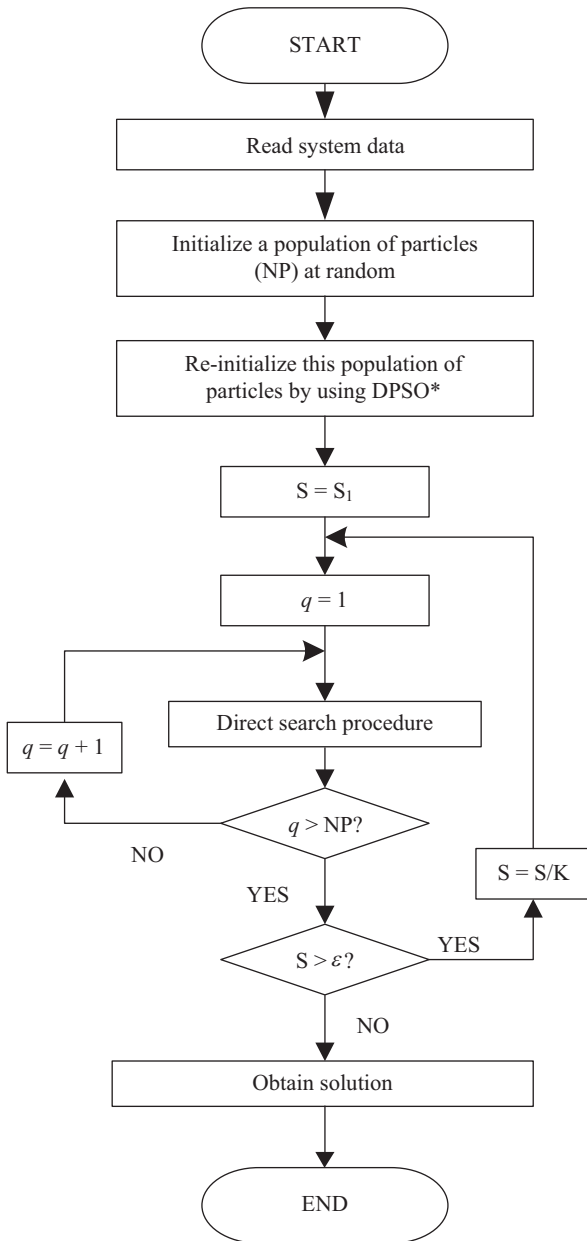 START
Read system data
Initialize a population of particles
(NP) at random
Re-initialize this population of
particles by using DPSO*
S = S₁
q = 1
Direct search procedure
q = q + 1
q > NP?
NO
S = S/K
YES
S > ε?
YES
NO
Obtain solution
END